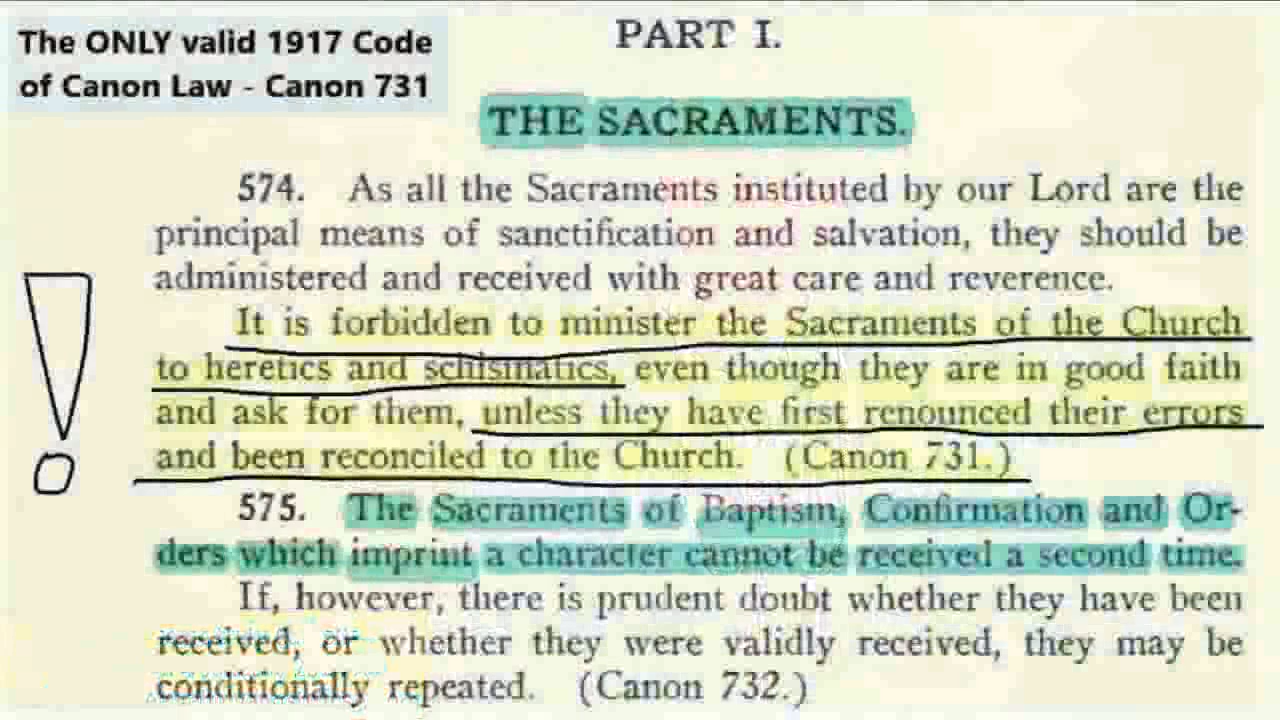 The ONLY valid 1917 Code
of Canon Law - Canon 731
PART I.
THE SACRAMENTS.
574. As all the Sacraments instituted by our Lord are the
principal means of sanctification and salvation, they should be
administered and received with great care and reverence.
It is forbidden to minister the Sacraments of the Church
to heretics and schismatics, even though they are in good faith
and ask for them, unless they have first renounced their errors
and been reconciled to the Church. (Canon 731.)
575. The Sacraments of Baptism, Confirmation and Or-
ders which imprint a character cannot be received a second time.
If, however, there is prudent doubt whether they have been
received, or whether they were validly received, they may be
conditionally repeated. (Canon 732.)